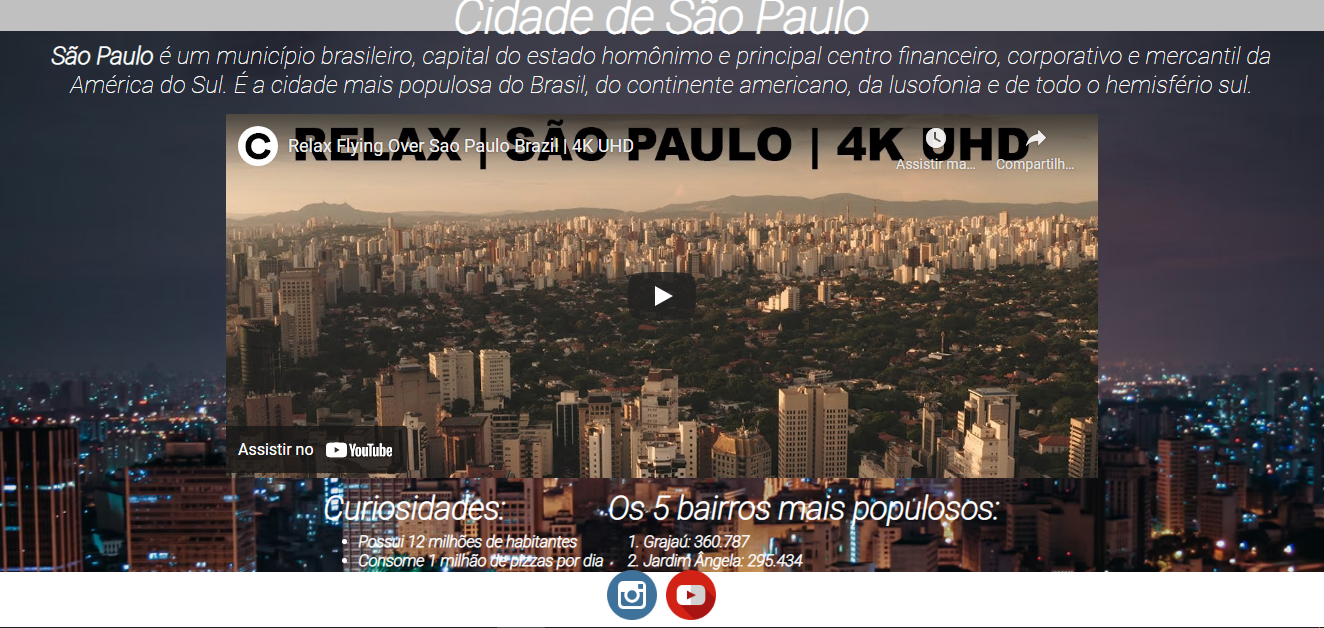 Cidade de São Paulo
São Paulo é um município brasileiro, capital do estado homônimo e principal centro financeiro, corporativo e mercantil da
América do Sul. É a cidade mais populosa do Brasil, do continente americano, da lusofonia e de todo o hemisfério sul.
RELAX | SÃO PAULO | 4K UHD
Relax Flying Over Sao Paulo Brazil | 4K UHD
Assistir ma...
Compartilh...
Assistir no YouTube
Curiosidades:
Possui 12 milhões de habitantes
Consome 1 milhão de pizzas por dia
Os 5 bairros mais populosos:
1. Grajaú: 360.787
2. Jardim Ângela: 295.434